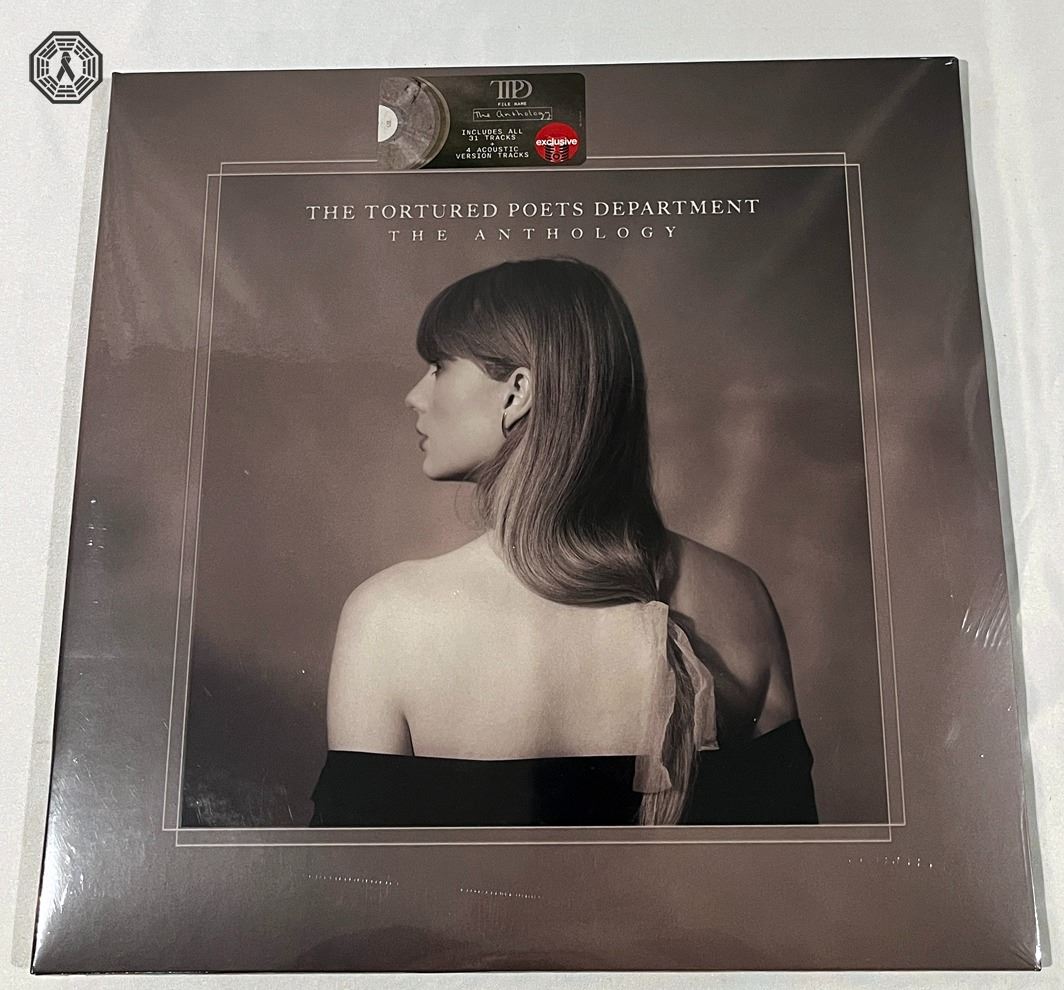 TTPD
FILE NAME
The Anthology
INCLUDES ALL
31 TRACKS
+
4 ACOUSTIC
VERSION TRACKS
exclusive
THE TORTURED POETS DEPARTMENT
THE ANTHOLOGY